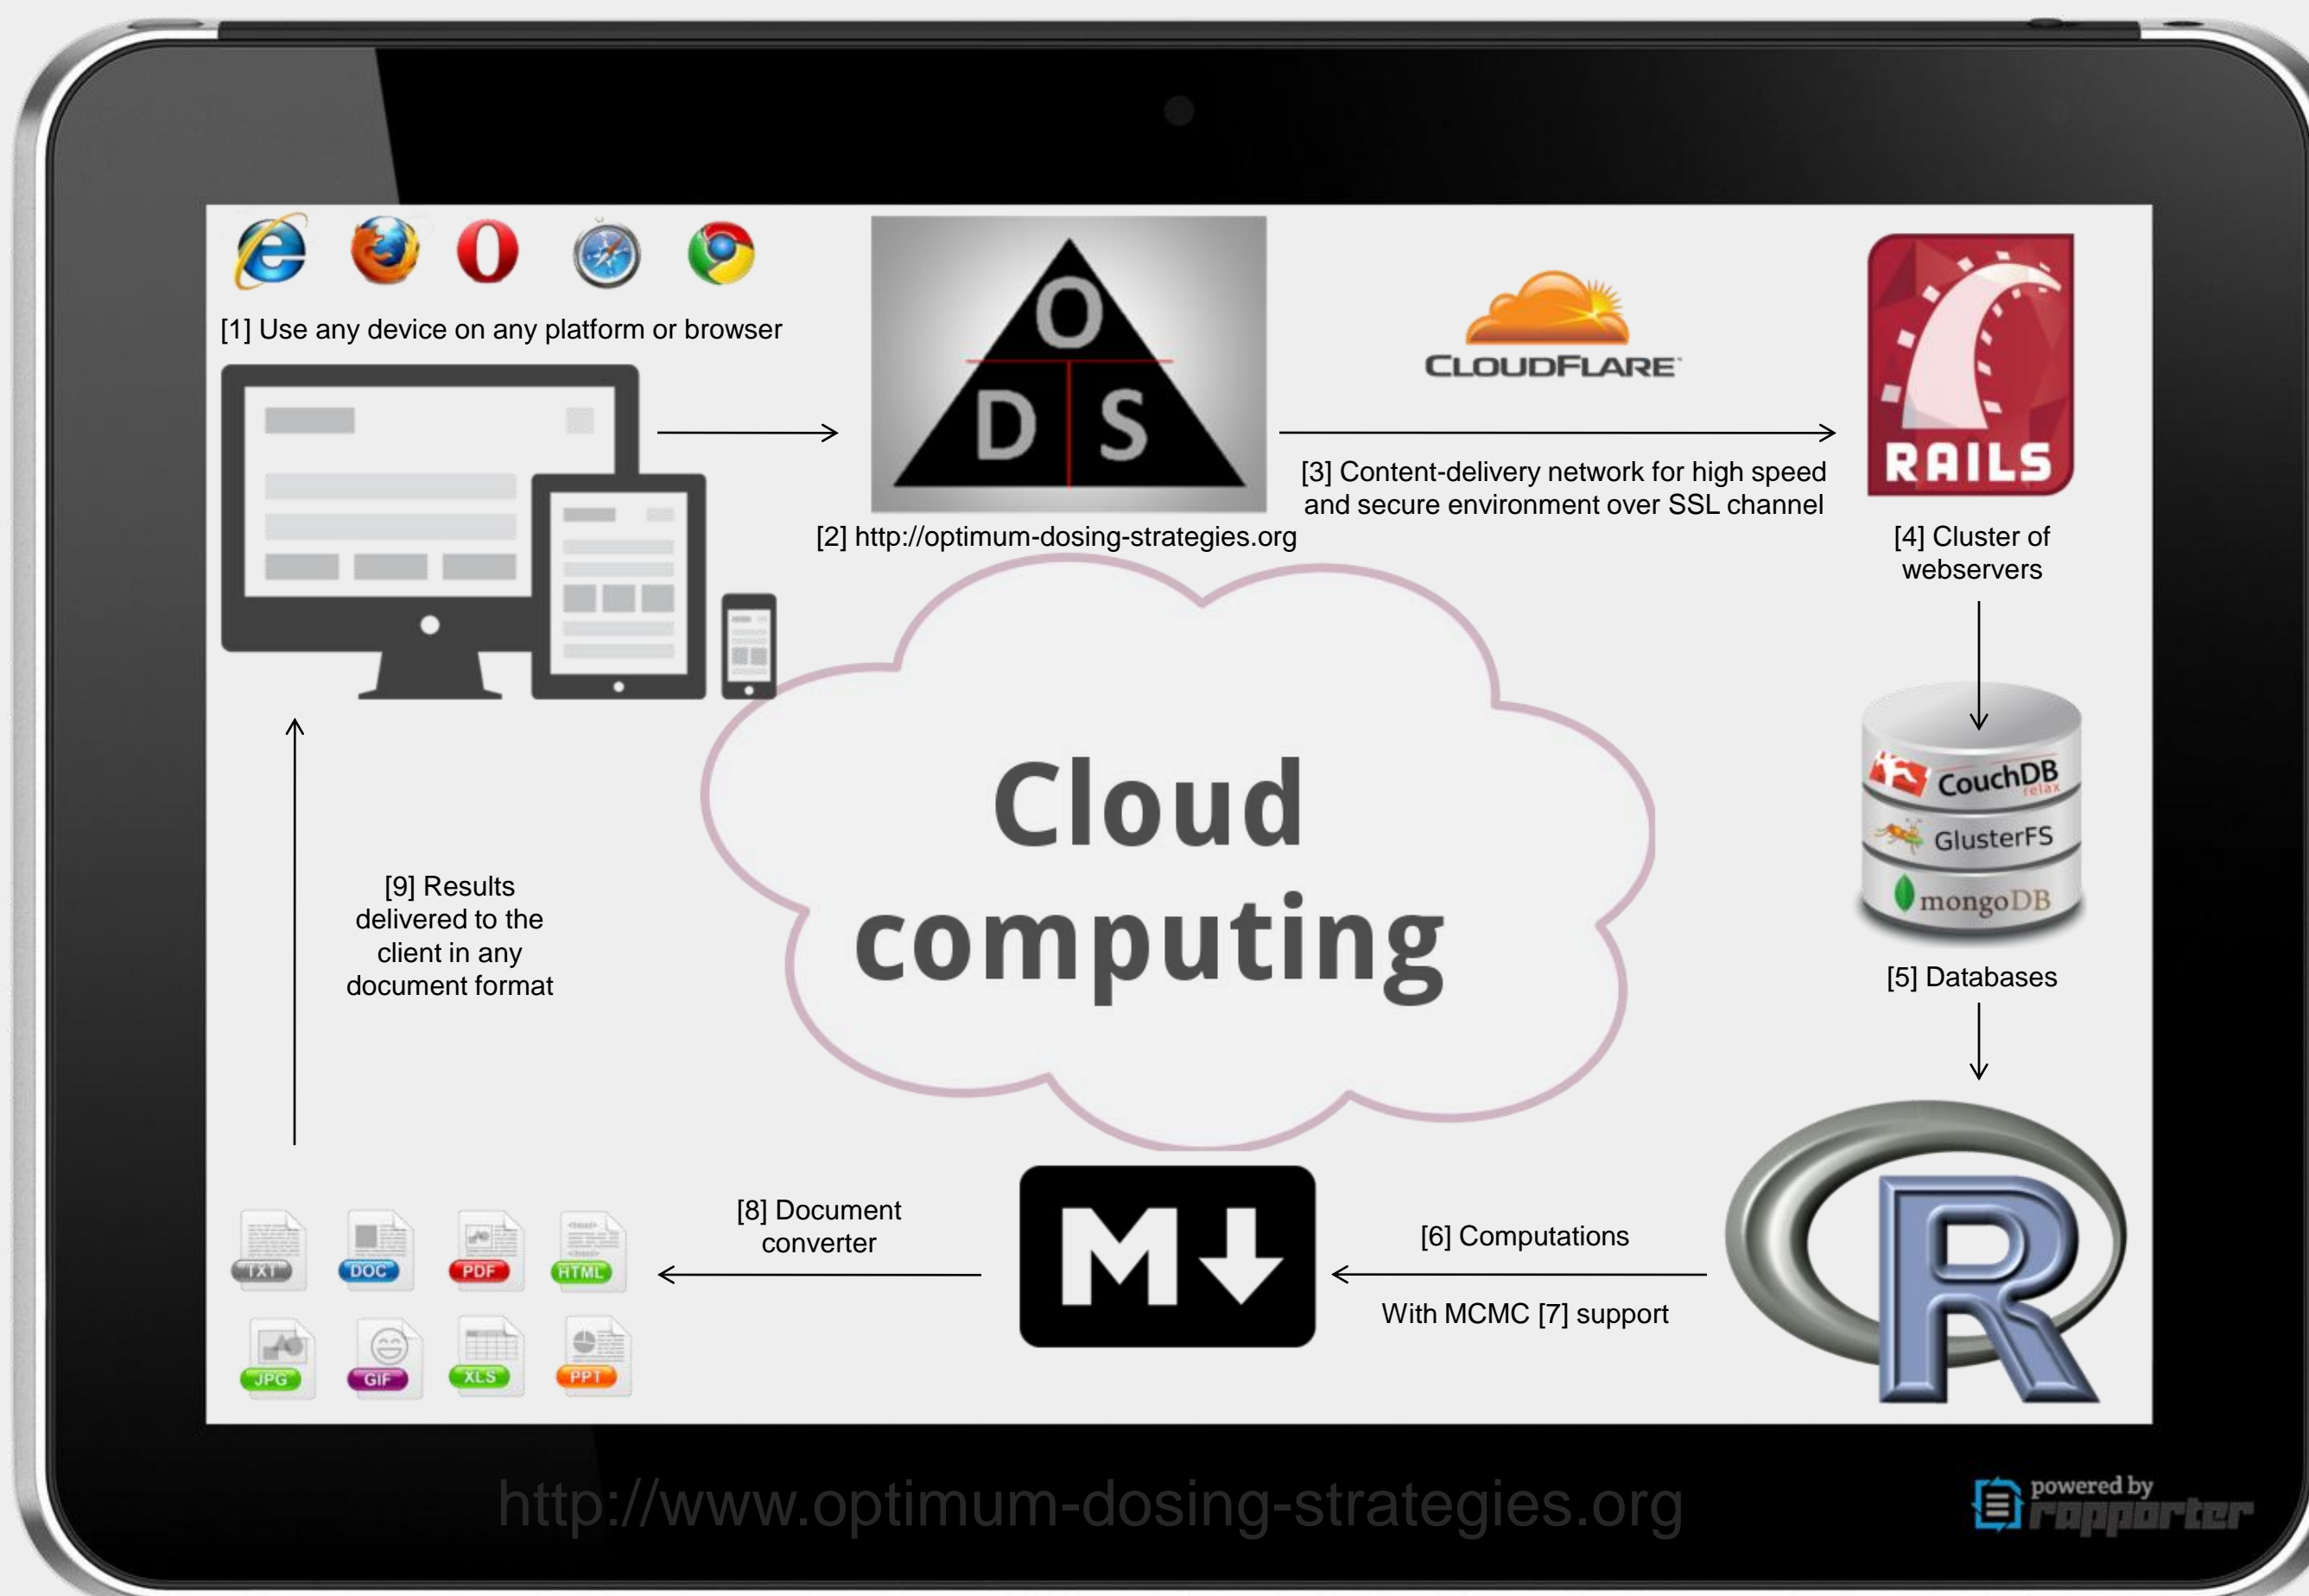 [1] Use any device on any platform or browser
O
D S
[2] http://optimum-dosing-strategies.org
CLOUDFLARE
[3] Content-delivery network for high speed
and secure environment over SSL channel
RAILS
[4] Cluster of
webservers
CouchDB
relax
GlusterFS
mongoDB
[5] Databases
R
[6] Computations
With MCMC [7] support
M
[8] Document
converter
TXT DOC PDF HTML
JPG GIF XLS PPT
[9] Results
delivered to the
client in any
document format
Cloud
computing
http://www.optimum-dosing-strategies.org
powered by
rapporter